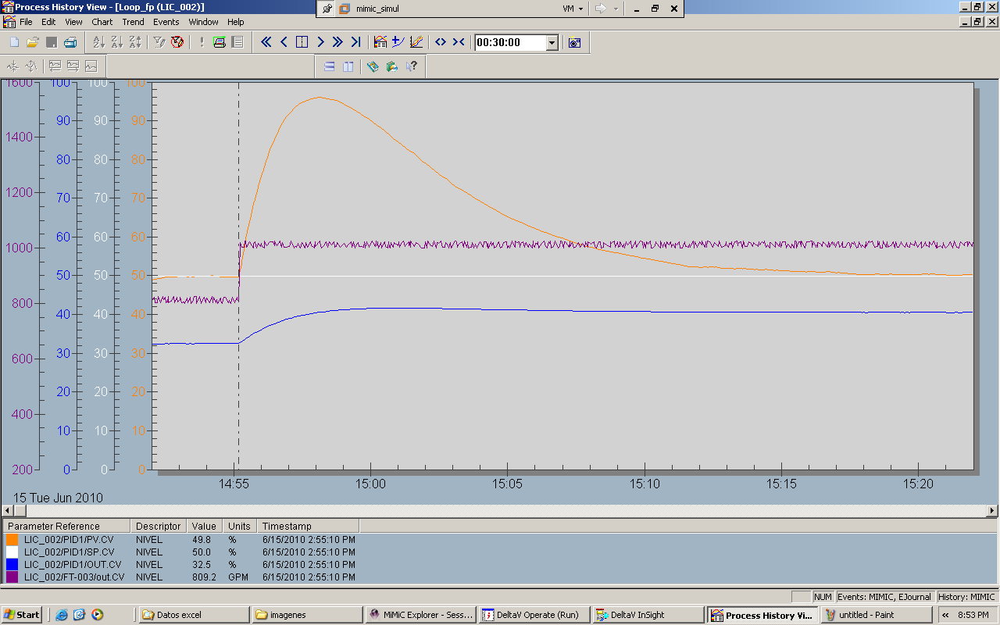 Process History View - [Loop_fp (LIC_002)]
mimic_simul
VM
File Edit View Chart Trend Events Window Help
00:30:00
1600 100 100 100
90 90 90
1400
80 80 80
1200 70 70 70
60 60 60
1000
50 50 50
800
40 40 40
600 30 30 30
20 20 20
400
10 10 10
200 0 0 0
14:55 15:00 15:05 15:10 15:15 15:20
15 Tue Jun 2010
Parameter Reference Descriptor Value Units Timestamp
LIC_002/PID1/PV.CV NIVEL 49.8 % 6/15/2010 2:55:10 PM
LIC_002/PID1/SP.CV NIVEL 50.0 % 6/15/2010 2:55:10 PM
LIC_002/PID1/OUT.CV NIVEL 32.5 % 6/15/2010 2:55:10 PM
LIC_002/FT-003/out.CV NIVEL 809.2 GPM 6/15/2010 2:55:10 PM
NUM Events: MIMIC, EJournal History: MIMIC
Start Datos excel imagenes MiMiC Explorer - Sess... DeltaV Operate (Run) DeltaV InSight Process History Vi... untitled - Paint « 8:53 PM